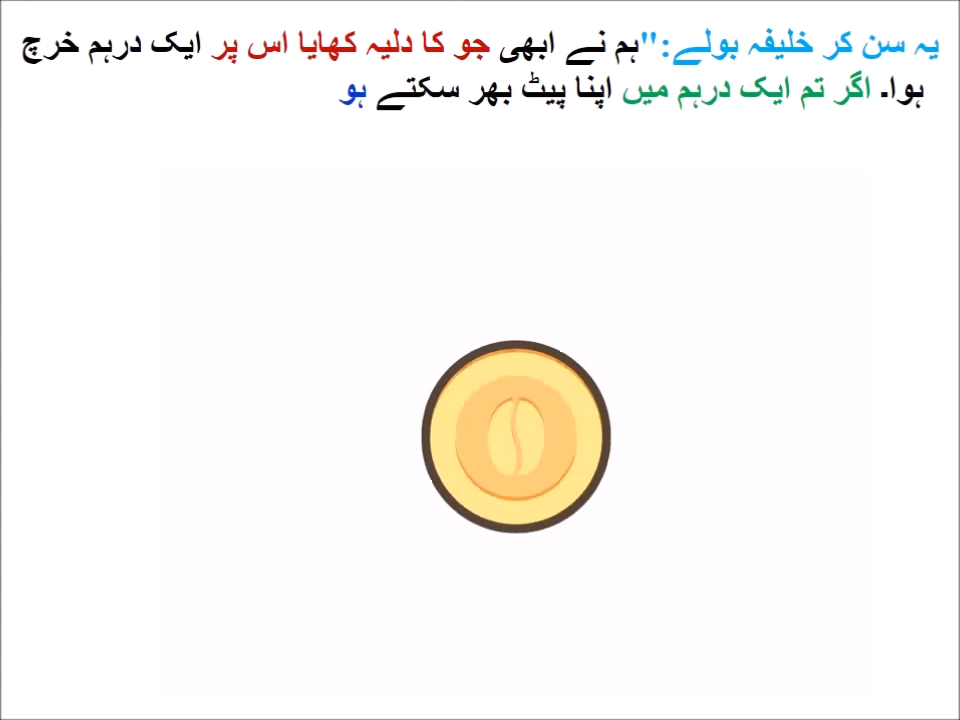 یہ سن کر خلیفہ بولے:"ہم نے ابھی جو کا دلیہ کھایا اس پر ایک درہم خرچ
ہوا۔ اگر تم ایک درہم میں اپنا پیٹ بھر سکتے ہو